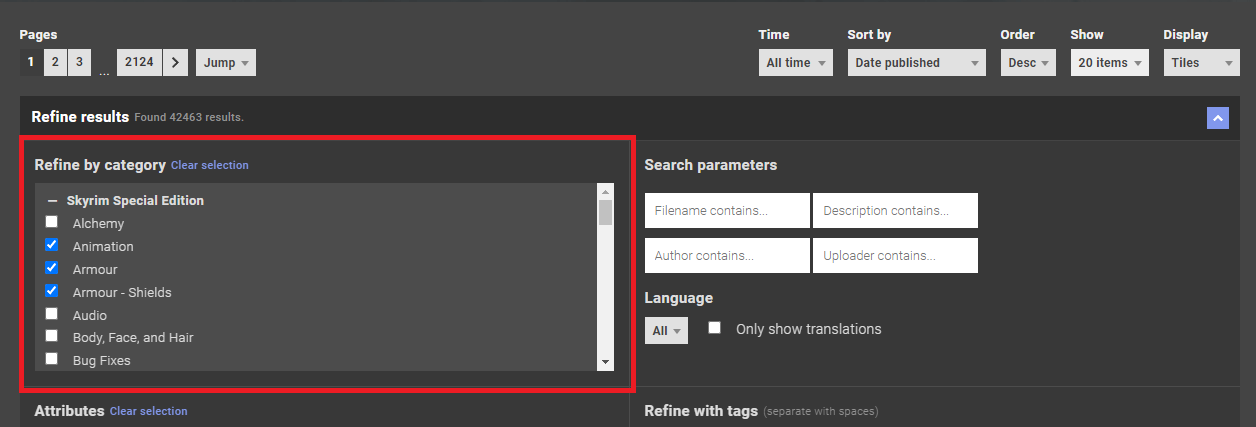 Pages
Time
Sort by
Order
Show
Display
1
2
3
...
2124
Jump
All time
Date published
Desc
20 items
Tiles
Refine results Found 42463 results.
Refine by category Clear selection
Skyrim Special Edition
Alchemy
Animation
Armour
Armour - Shields
Audio
Body, Face, and Hair
Bug Fixes
Search parameters
Filename contains...
Description contains...
Author contains...
Uploader contains...
Language
All
Only show translations
Attributes Clear selection
Refine with tags (separate with spaces)